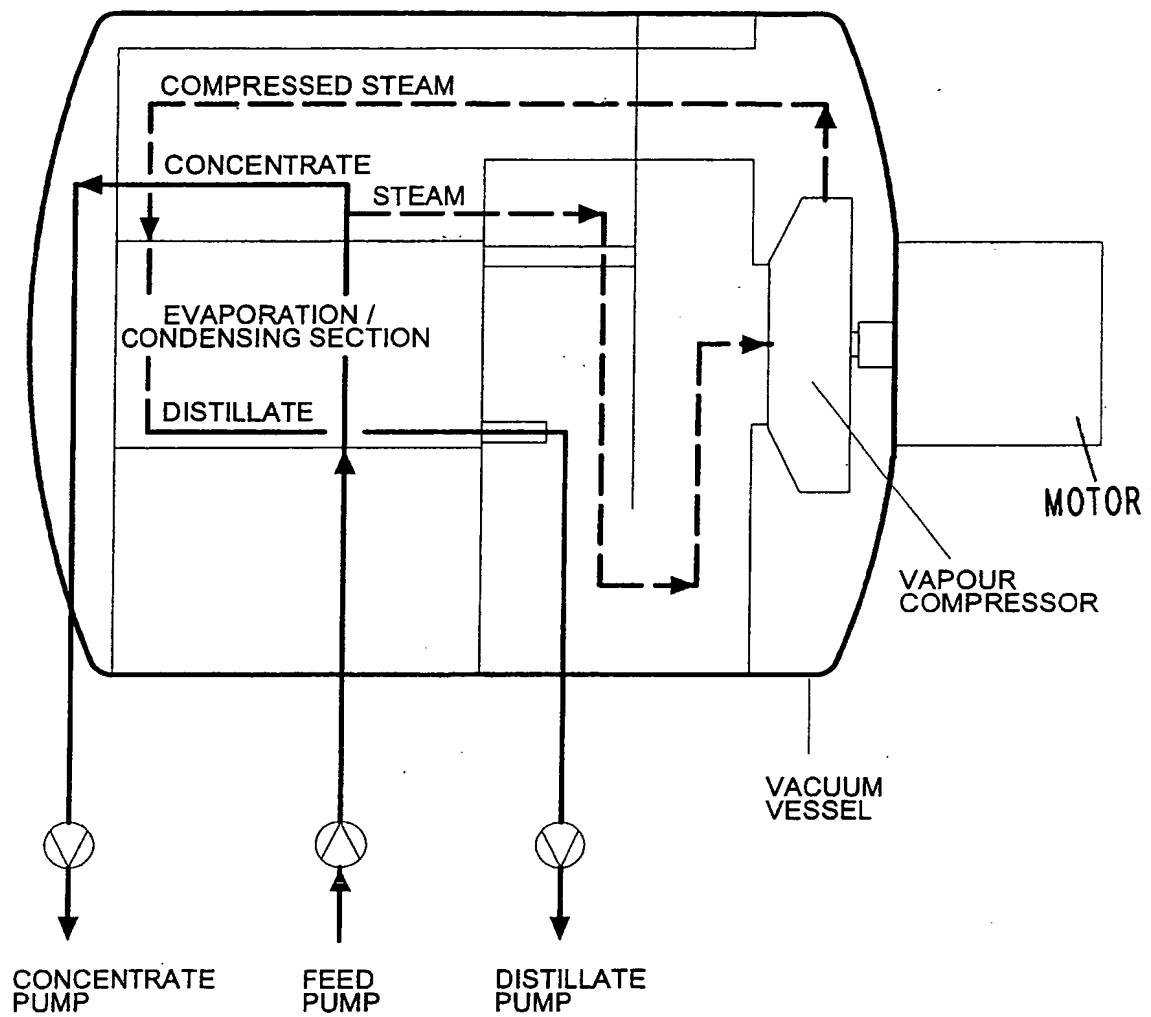 COMPRESSED STEAM
CONCENTRATE
STEAM
EVAPORATION /
CONDENSING SECTION
DISTILLATE
MOTOR
VAPOUR
COMPRESSOR
VACUUM
VESSEL
CONCENTRATE
PUMP
FEED
PUMP
DISTILLATE
PUMP